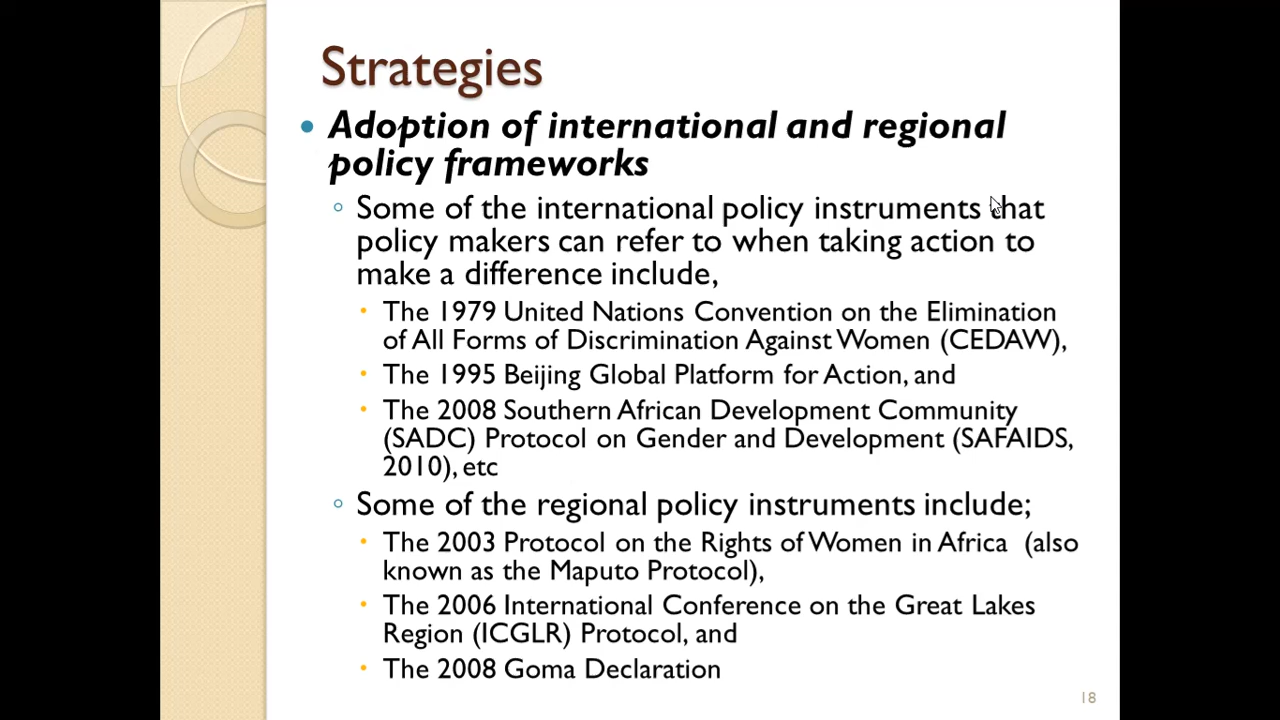 Strategies
• Adoption of international and regional
policy frameworks
◦ Some of the international policy instruments that
policy makers can refer to when taking action to
make a difference include,
• The 1979 United Nations Convention on the Elimination
of All Forms of Discrimination Against Women (CEDAW),
• The 1995 Beijing Global Platform for Action, and
• The 2008 Southern African Development Community
(SADC) Protocol on Gender and Development (SAFAIDS,
2010), etc
◦ Some of the regional policy instruments include;
• The 2003 Protocol on the Rights of Women in Africa (also
known as the Maputo Protocol),
• The 2006 International Conference on the Great Lakes
Region (ICGLR) Protocol, and
• The 2008 Goma Declaration
18